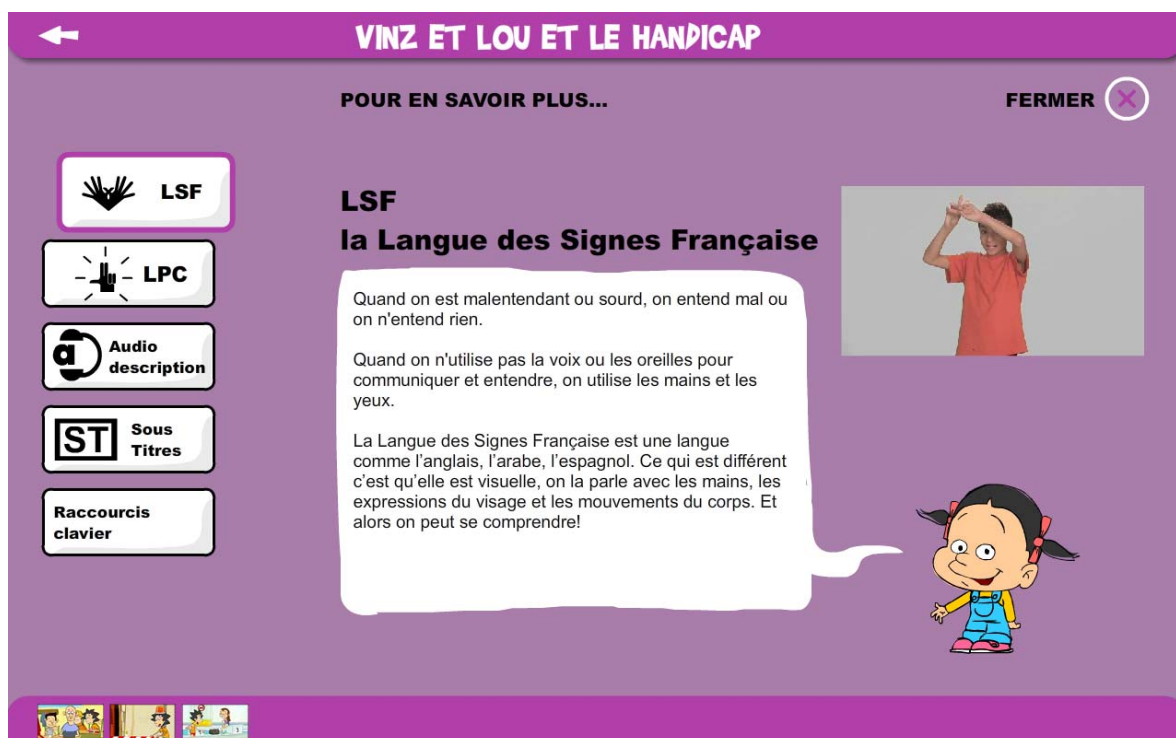 VINZ ET LOU ET LE HANDICAP
POUR EN SAVOIR PLUS...
FERMER
LSF
LPC
a
Audio
description
ST
Sous
Titres
Raccourcis
clavier
LSF
la Langue des Signes Française
Quand on est malentendant ou sourd, on entend mal ou
on n'entend rien.
Quand on n'utilise pas la voix ou les oreilles pour
communiquer et entendre, on utilise les mains et les
yeux.
La Langue des Signes Française est une langue
comme l’anglais, l’arabe, l’espagnol. Ce qui est différent
c’est qu’elle est visuelle, on la parle avec les mains, les
expressions du visage et les mouvements du corps. Et
alors on peut se comprendre!